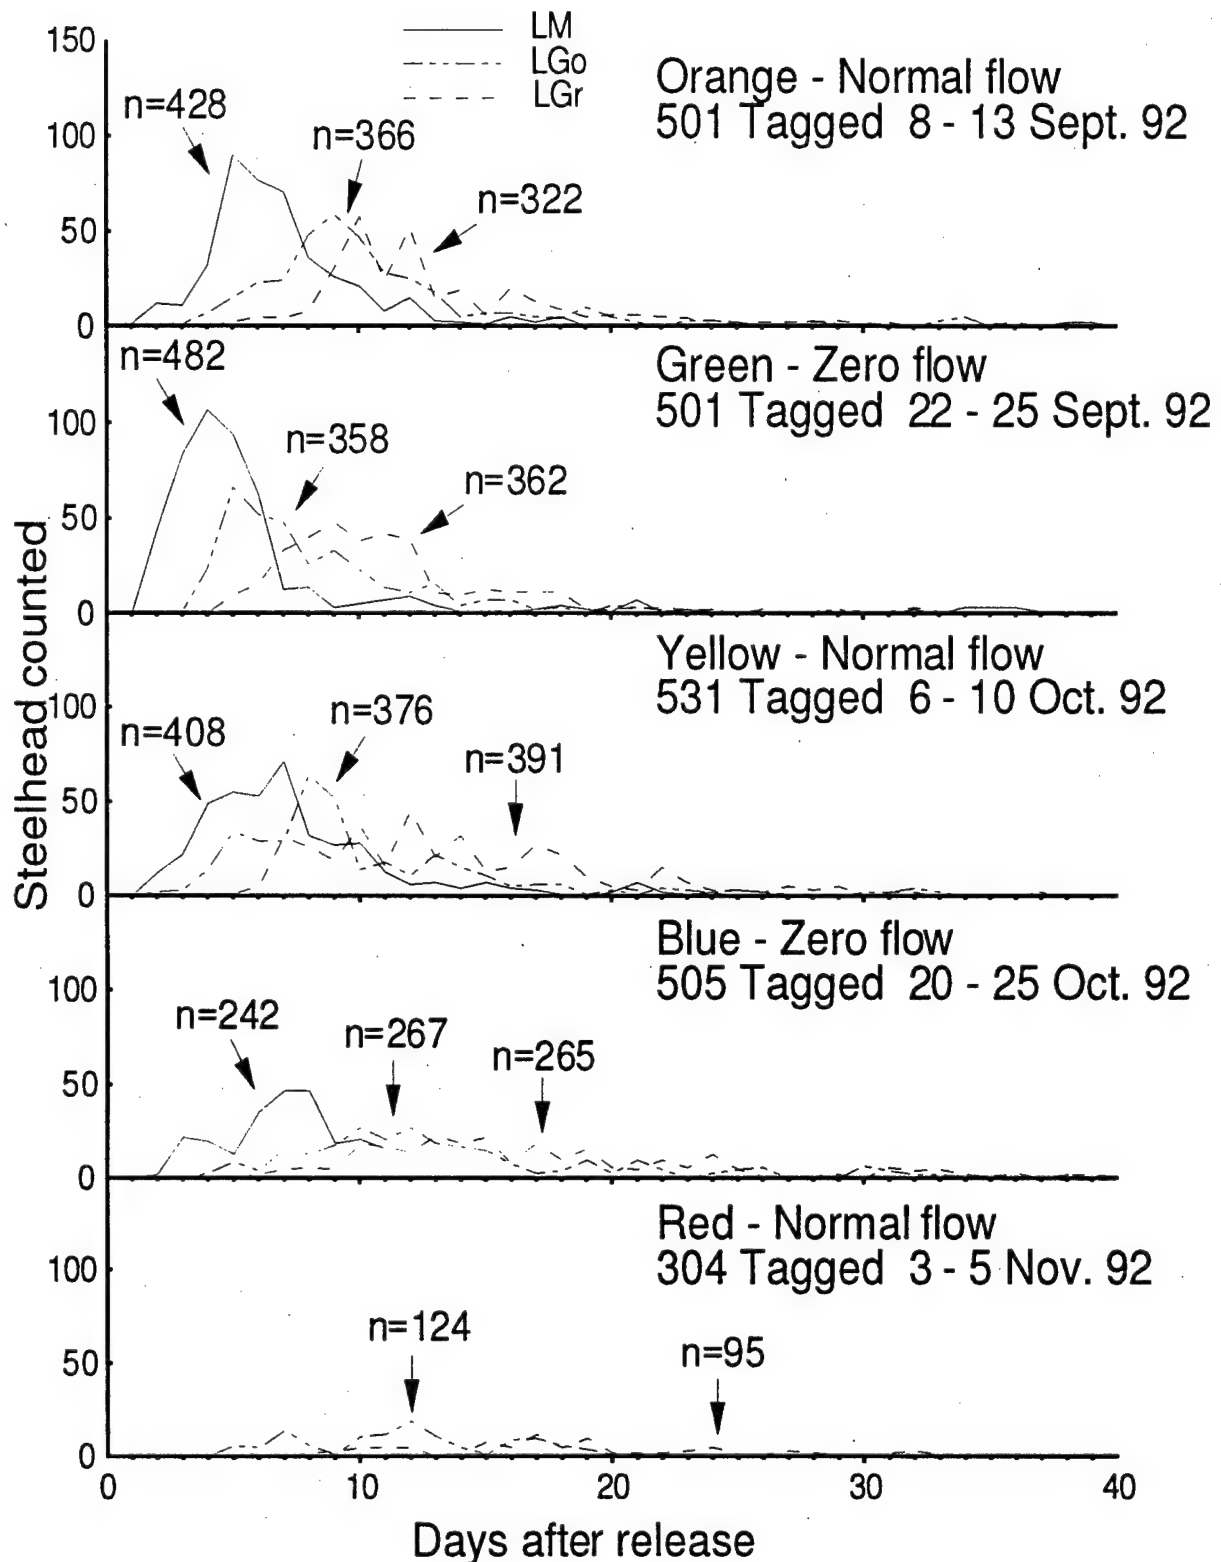 LM
LGo
LGr
150
100
50
0
n=428
n=366
n=322
Orange - Normal flow
501 Tagged 8 - 13 Sept. 92
100
50
0
n=482
n=358
n=362
Green - Zero flow
501 Tagged 22 - 25 Sept. 92
Steelhead counted
100
50
0
n=408
n=376
n=391
Yellow - Normal flow
531 Tagged 6 - 10 Oct. 92
100
50
0
n=242
n=267
n=265
Blue - Zero flow
505 Tagged 20 - 25 Oct. 92
100
50
0
n=124
n=95
Red - Normal flow
304 Tagged 3 - 5 Nov. 92
0 10 20 30 40
Days after release